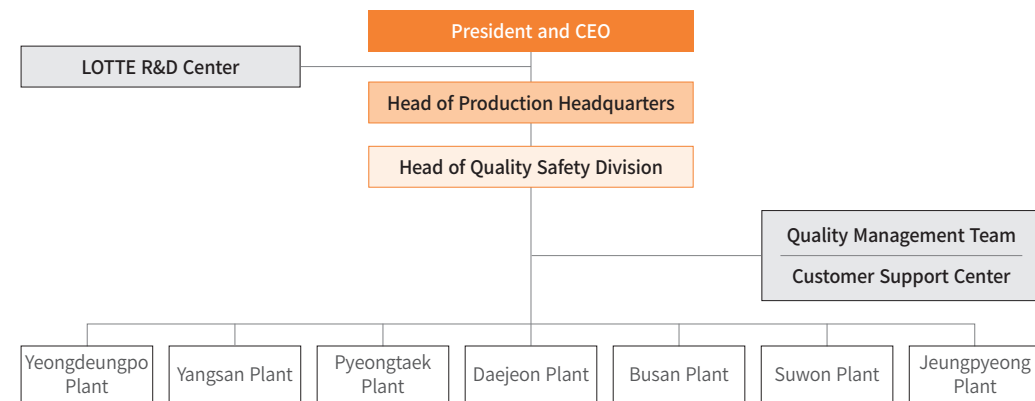 President and CEO
LOTTE R&D Center
Head of Production Headquarters
Head of Quality Safety Division
Quality Management Team
Customer Support Center
Yeongdeungpo
Plant
Yangsan Plant
Pyeongtaek
Plant
Daejeon Plant
Busan Plant
Suwon Plant
Jeungpyeong
Plant